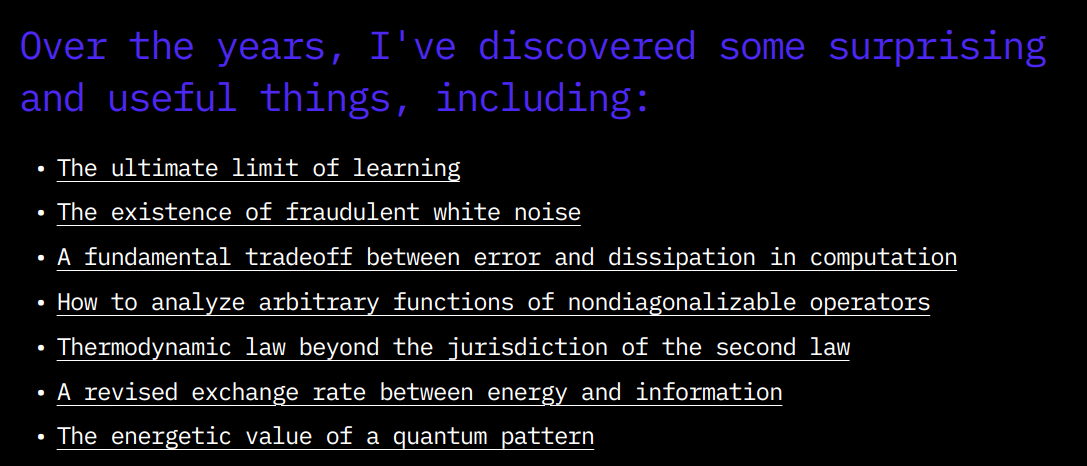 Over the years, I've discovered some surprising
and useful things, including:
• The ultimate limit of learning
• The existence of fraudulent white noise
• A fundamental tradeoff between error and dissipation in computation
• How to analyze arbitrary functions of nondiagonalizable operators
• Thermodynamic law beyond the jurisdiction of the second law
• A revised exchange rate between energy and information
• The energetic value of a quantum pattern